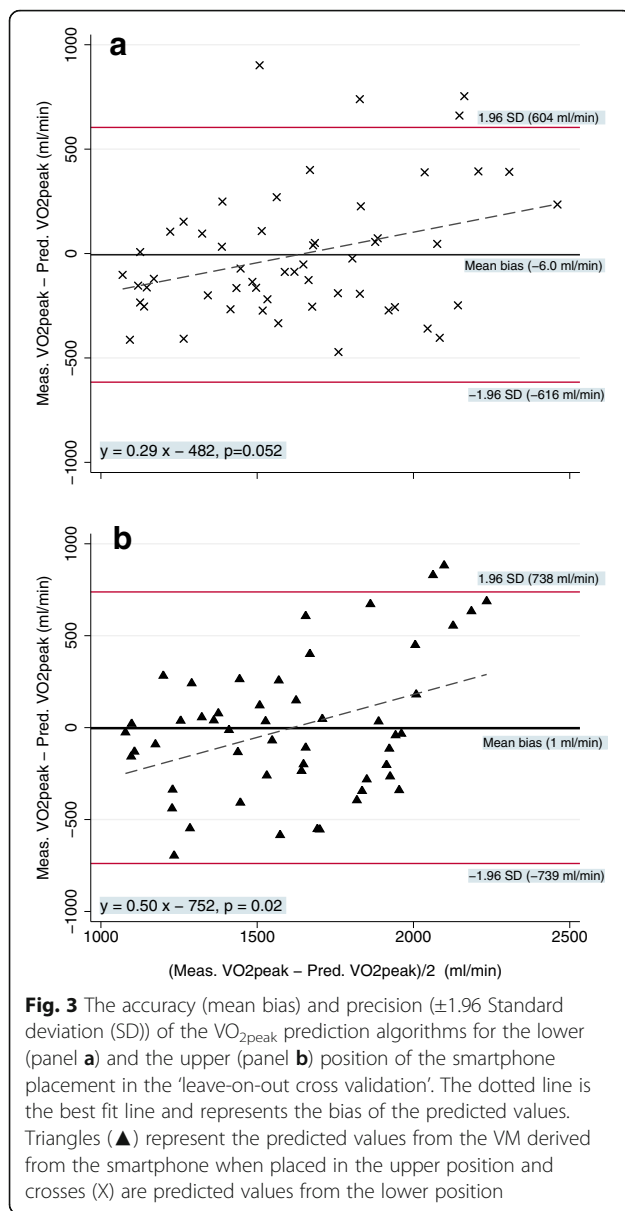 a
1000
500
0
−500
−1000
Meas. VO2peak − Pred. VO2peak (ml/min)
1.96 SD (604 ml/min)
Mean bias (−6.0 ml/min)
−1.96 SD (−616 ml/min)
y = 0.29 x − 482, p=0.052
b
1000
500
0
−500
−1000
Meas. VO2peak − Pred. VO2peak (ml/min)
1.96 SD (738 ml/min)
Mean bias (1 ml/min)
−1.96 SD (−739 ml/min)
y = 0.50 x − 752, p = 0.02
1000 1500 2000 2500
(Meas. VO2peak − Pred. VO2peak)/2 (ml/min)
Fig. 3 The accuracy (mean bias) and precision (±1.96 Standard
deviation (SD)) of the VO2peak prediction algorithms for the lower
(panel a) and the upper (panel b) position of the smartphone
placement in the ‘leave-on-out cross validation’. The dotted line is
the best fit line and represents the bias of the predicted values.
Triangles (▲) represent the predicted values from the VM derived
from the smartphone when placed in the upper position and
crosses (X) are predicted values from the lower position